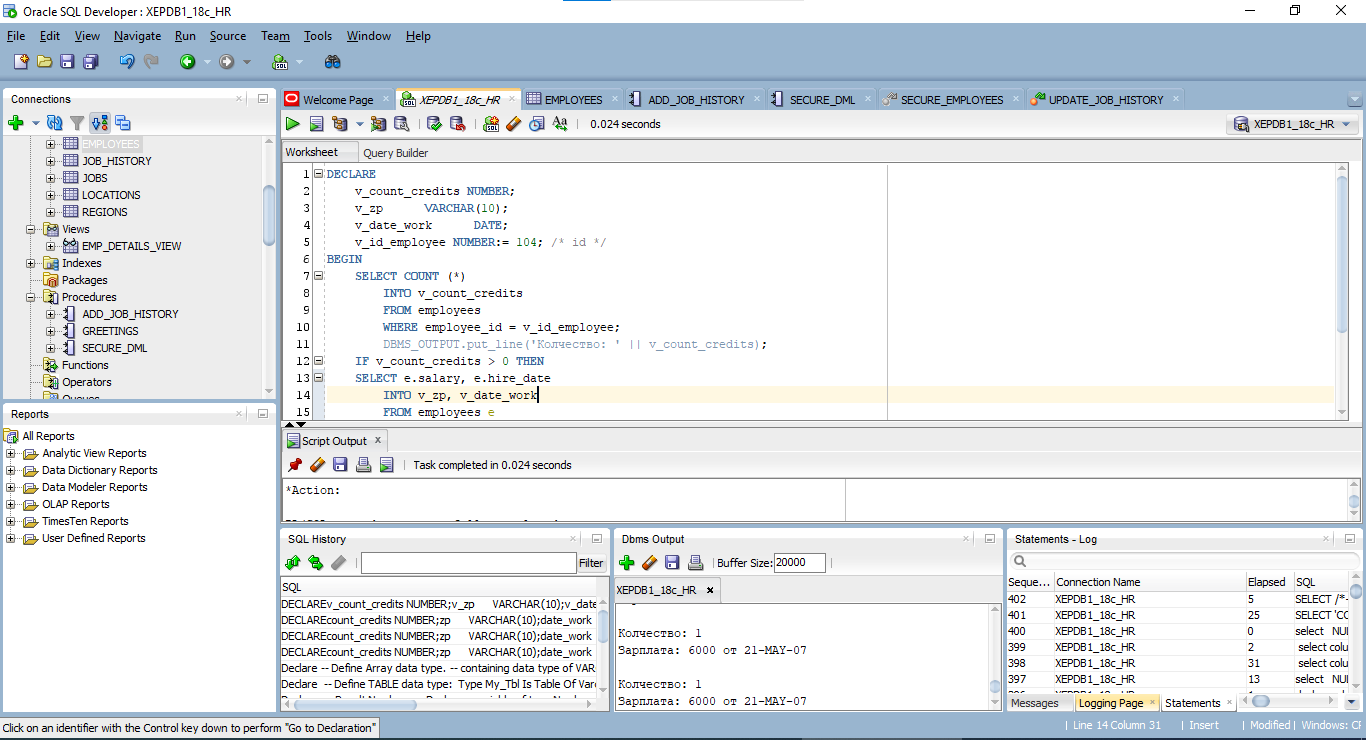 Oracle SQL Developer : XEPDB1_18c_HR
File Edit View Navigate Run Source Team Tools Window Help
Connections
EMPLOYEES
JOB_HISTORY
JOBS
LOCATIONS
REGIONS
Views
EMP_DETAILS_VIEW
Indexes
Packages
Procedures
ADD_JOB_HISTORY
GREETINGS
SECURE_DML
Functions
Operators
Reports
All Reports
Analytic View Reports
Data Dictionary Reports
Data Modeler Reports
OLAP Reports
TimesTen Reports
User Defined Reports
Welcome Page XEPDB1_18c_HR EMPLOYEES ADD_JOB_HISTORY SECURE_DML SECURE_EMPLOYEES UPDATE_JOB_HISTORY
0.024 seconds
XEPDB1_18c_HR
Worksheet Query Builder
1 DECLARE
2 v_count_credits NUMBER;
3 v_zp VARCHAR(10);
4 v_date_work DATE;
5 v_id_employee NUMBER:= 104; /* id */
6 BEGIN
7 SELECT COUNT (*)
8 INTO v_count_credits
9 FROM employees
10 WHERE employee_id = v_id_employee;
11 DBMS_OUTPUT.put_line('Колчество: ' || v_count_credits);
12 IF v_count_credits > 0 THEN
13 SELECT e.salary, e.hire_date
14 INTO v_zp, v_date_work
15 FROM employees e
Script Output x
Task completed in 0.024 seconds
*Action:
SQL History
Filter
SQL
DECLAREv_count_credits NUMBER;v_zp VARCHAR(10);v_date
DECLAREcount_credits NUMBER;zp VARCHAR(10);date_work
DECLAREcount_credits NUMBER;zp VARCHAR(10);date_work
DECLAREcount_credits NUMBER;zp VARCHAR(10);date_work
Declare -- Define Array data type. -- containing data type of VAR
Declare -- Define TABLE data type: Type My_Tbl Is Table Of Varc
Dbms Output
Buffer Size: 20000
XEPDB1_18c_HR
Колчество: 1
Зарплата: 6000 от 21-MAY-07
Колчество: 1
Зарплата: 6000 от 21-MAY-07
Statements - Log
Seque... Connection Name Elapsed SQL
402 XEPDB1_18c_HR 5 SELECT /*-
401 XEPDB1_18c_HR 25 SELECT 'CO
400 XEPDB1_18c_HR 0 select NU
399 XEPDB1_18c_HR 2 select colu
398 XEPDB1_18c_HR 31 select colu
397 XEPDB1_18c_HR 13 select NU
Messages Logging Page Statements
Click on an identifier with the Control key down to perform "Go to Declaration"
Line 14 Column 31 | Insert | Modified | Windows: CF